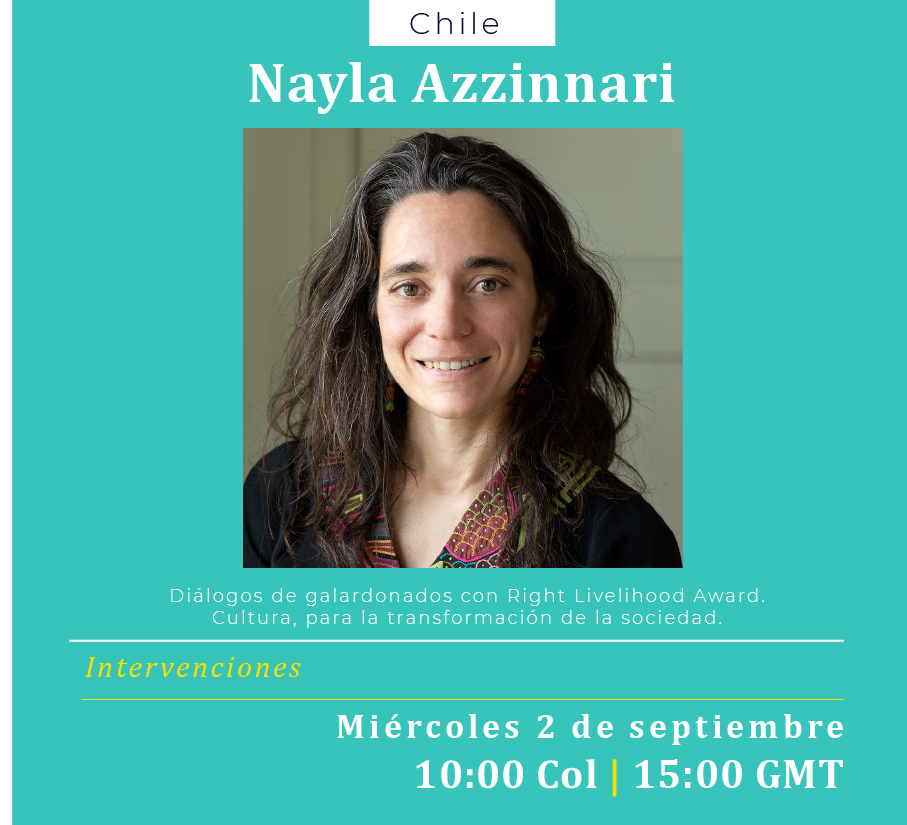 Chile
Nayla Azzinnari
Diálogos de galardonados con Right Livelihood Award.
Cultura, para la transformación de la sociedad.
Intervenciones
Miércoles 2 de septiembre
10:00 Col | 15:00 GMT